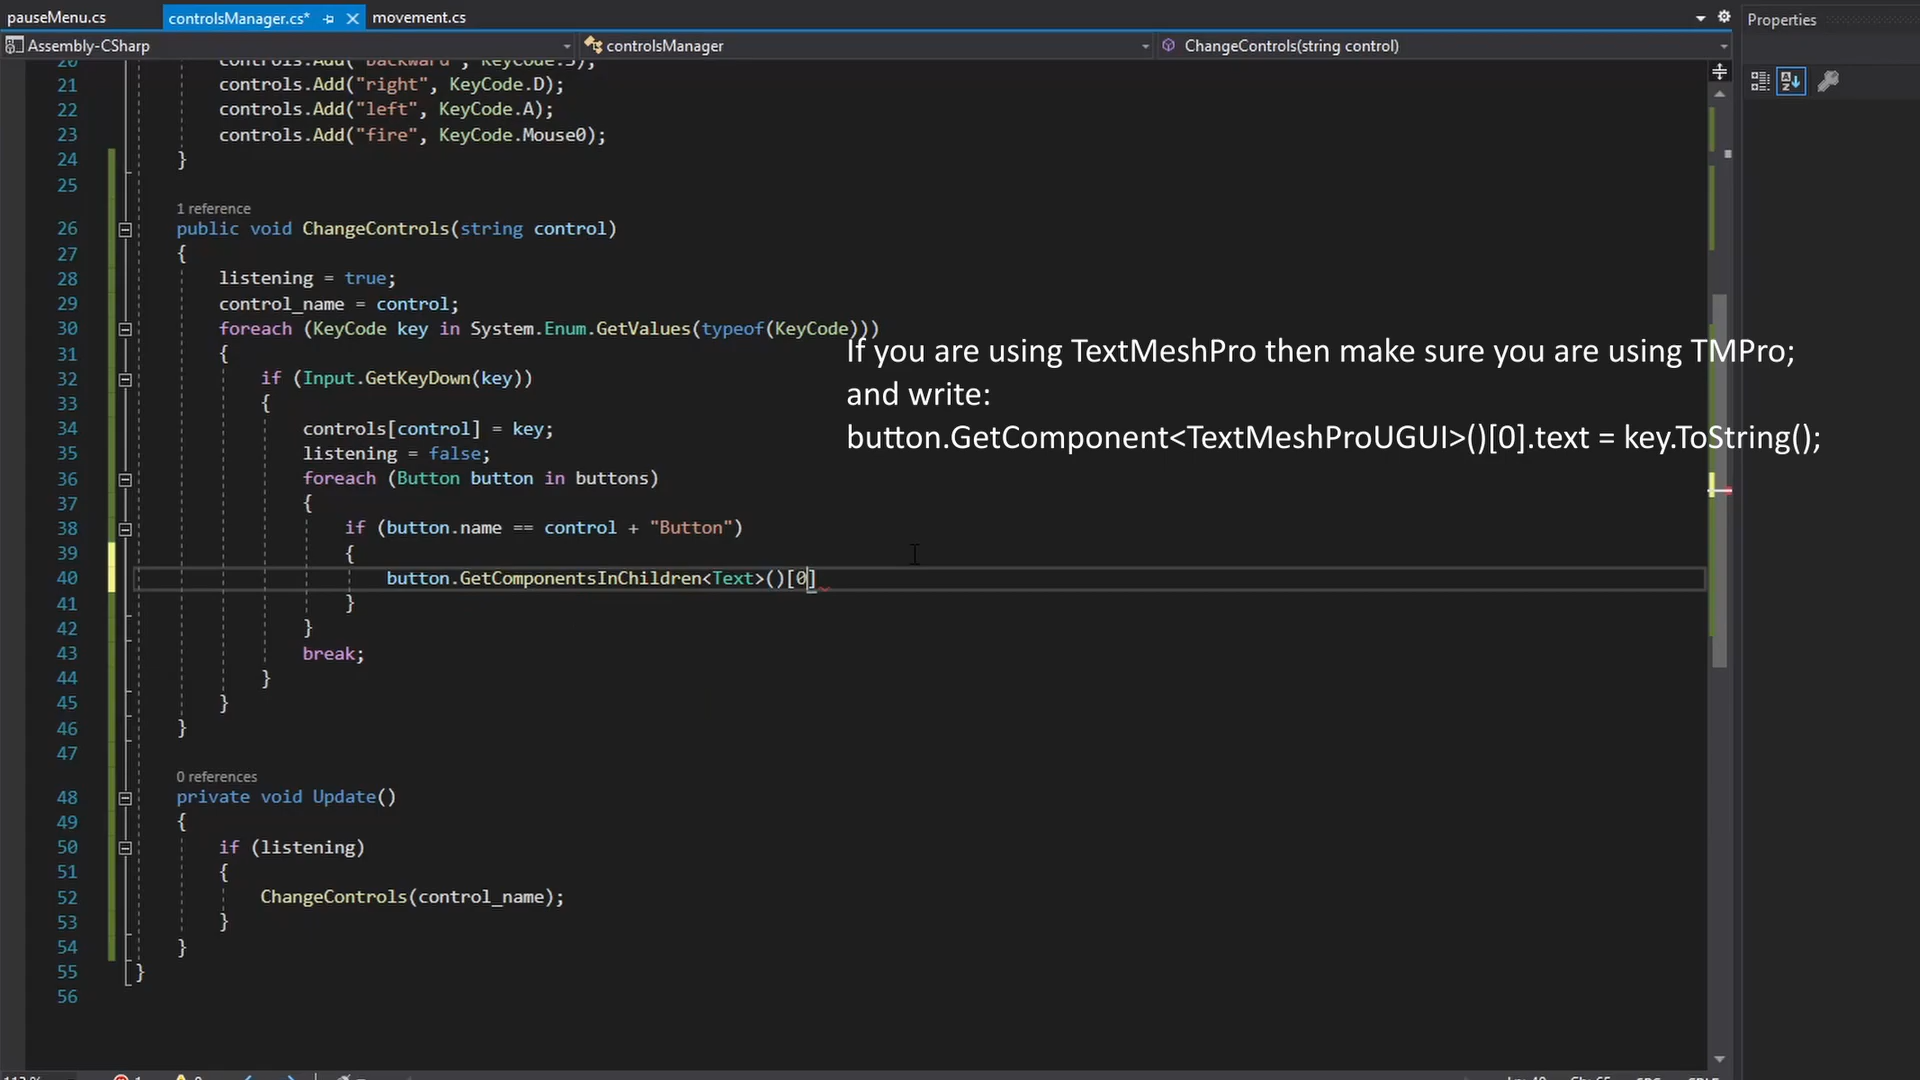 pauseMenu.cs controlsManager.cs* movement.cs Properties
Assembly-CSharp controlsManager ChangeControls(string control)
20 controls.Add("backward", KeyCode.S);
21 controls.Add("right", KeyCode.D);
22 controls.Add("left", KeyCode.A);
23 controls.Add("fire", KeyCode.Mouse0);
24 }
25
1 reference
26 public void ChangeControls(string control)
27 {
28 listening = true;
29 control_name = control;
30 foreach (KeyCode key in System.Enum.GetValues(typeof(KeyCode)))
31 {
If you are using TextMeshPro then make sure you are using TMPro;
32 if (Input.GetKeyDown(key))
and write:
33 {
34 controls[control] = key;
button.GetComponent<TextMeshProUGUI>()[0].text = key.ToString();
35 listening = false;
36 foreach (Button button in buttons)
37 {
38 if (button.name == control + "Button")
39 {
40 button.GetComponentsInChildren<Text>()[0]
41 }
42 }
43 break;
44 }
45 }
46 }
47
0 references
48 private void Update()
49 {
50 if (listening)
51 {
52 ChangeControls(control_name);
53 }
54 }
55 }
56